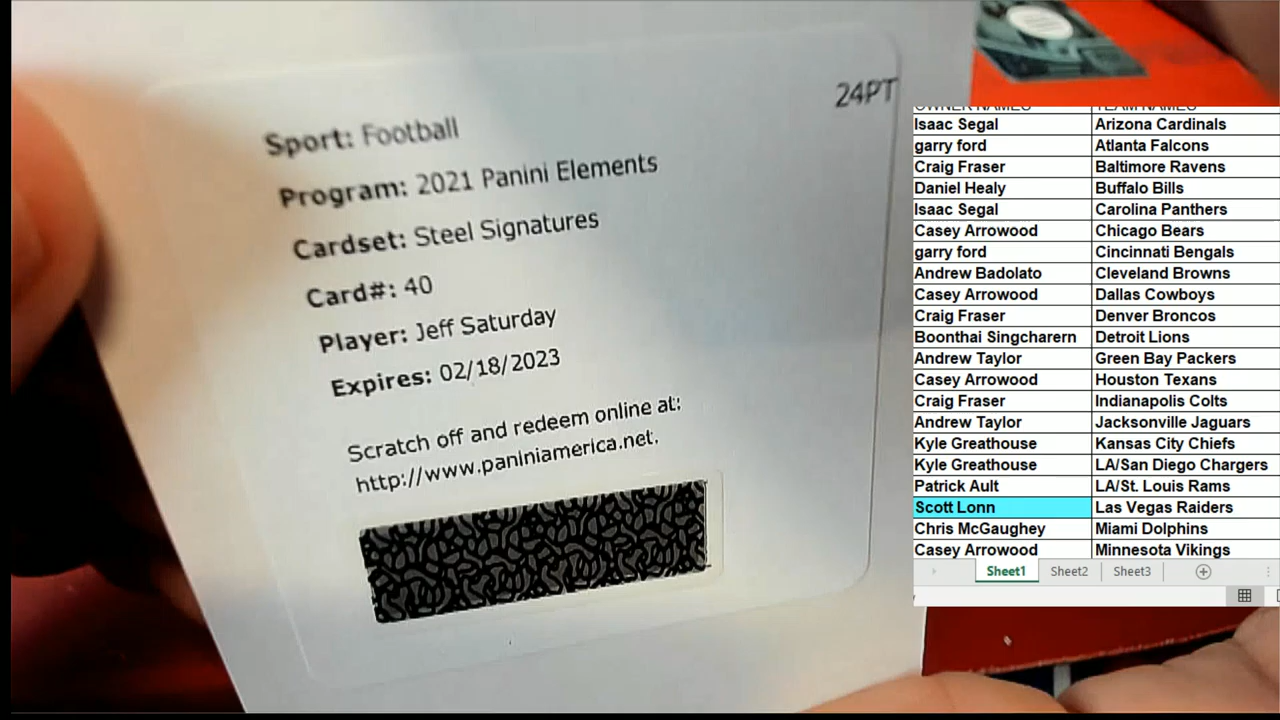 24PT
Sport: Football
Program: 2021 Panini Elements
Cardset: Steel Signatures
Card#: 40
Player: Jeff Saturday
Expires: 02/18/2023
Scratch off and redeem online at:
http://www.paniniamerica.net.
OWNER NAMES TEAM NAMES
Isaac Segal Arizona Cardinals
garry ford Atlanta Falcons
Craig Fraser Baltimore Ravens
Daniel Healy Buffalo Bills
Isaac Segal Carolina Panthers
Casey Arrowood Chicago Bears
garry ford Cincinnati Bengals
Andrew Badolato Cleveland Browns
Casey Arrowood Dallas Cowboys
Craig Fraser Denver Broncos
Boonthai Singcharern Detroit Lions
Andrew Taylor Green Bay Packers
Casey Arrowood Houston Texans
Craig Fraser Indianapolis Colts
Andrew Taylor Jacksonville Jaguars
Kyle Greathouse Kansas City Chiefs
Kyle Greathouse LA/San Diego Chargers
Patrick Ault LA/St. Louis Rams
Scott Lonn Las Vegas Raiders
Chris McGaughey Miami Dolphins
Casey Arrowood Minnesota Vikings
Sheet1 Sheet2 Sheet3